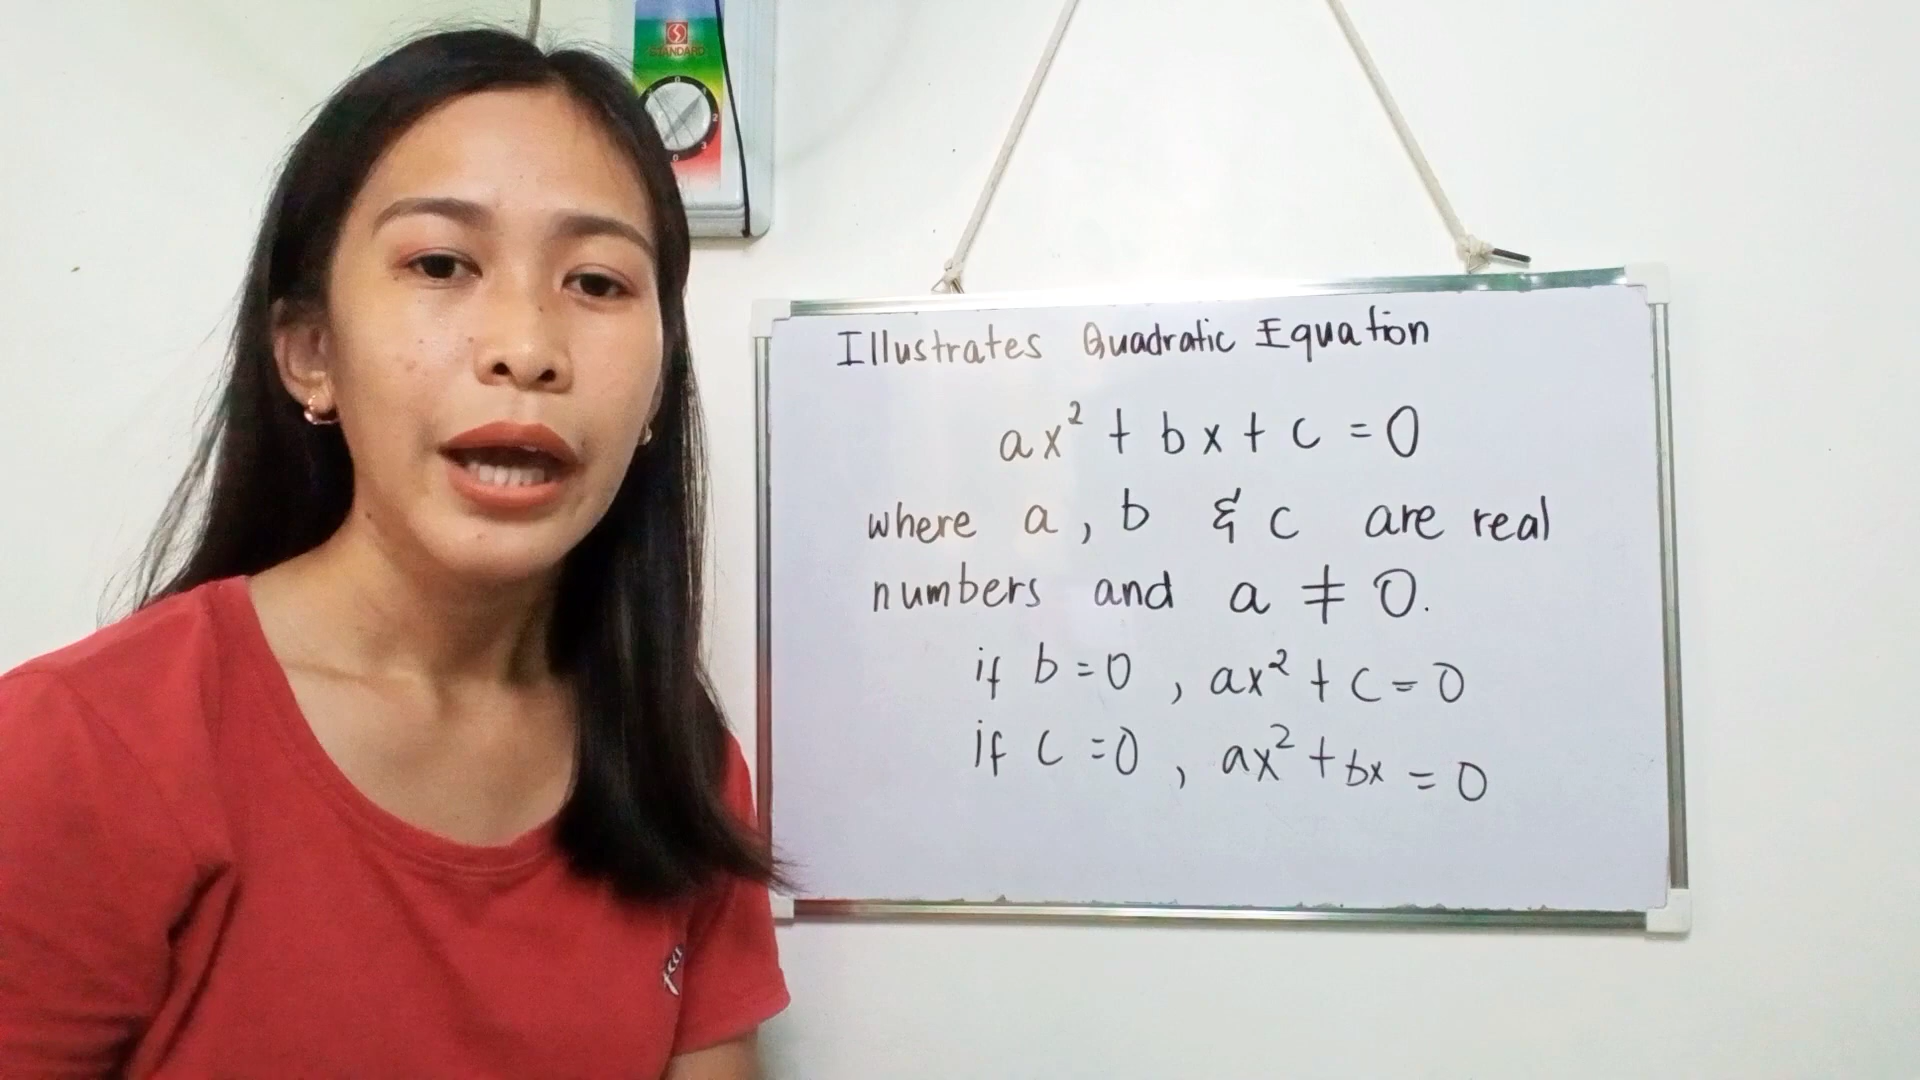 STANDARD
Illustrates Quadratic Equation
ax² + bx + c = 0
where a, b & c are real
numbers and a ≠ 0.
if b = 0, ax² + c = 0
if c = 0, ax² + bx = 0